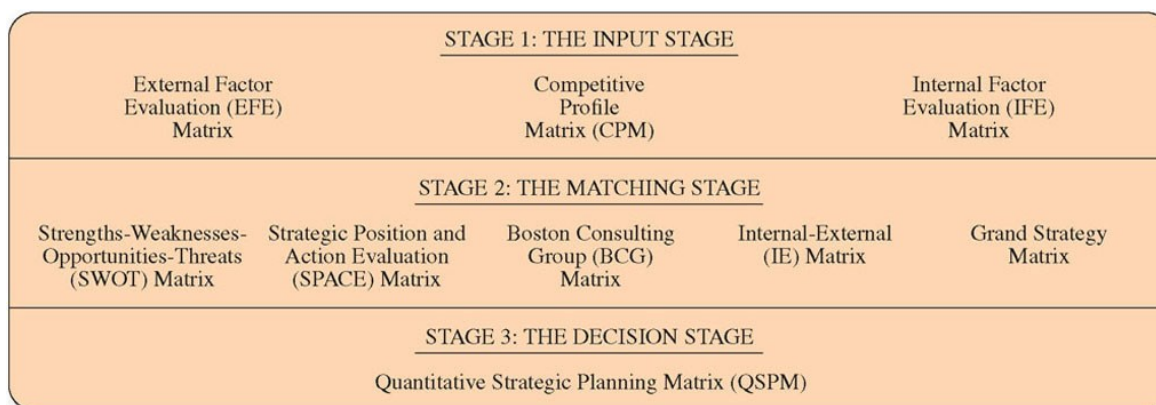 STAGE 1: THE INPUT STAGE
External Factor
Evaluation (EFE)
Matrix
Competitive
Profile
Matrix (CPM)
Internal Factor
Evaluation (IFE)
Matrix
STAGE 2: THE MATCHING STAGE
Strengths-Weaknesses-
Opportunities-Threats
(SWOT) Matrix
Strategic Position and
Action Evaluation
(SPACE) Matrix
Boston Consulting
Group (BCG)
Matrix
Internal-External
(IE) Matrix
Grand Strategy
Matrix
STAGE 3: THE DECISION STAGE
Quantitative Strategic Planning Matrix (QSPM)